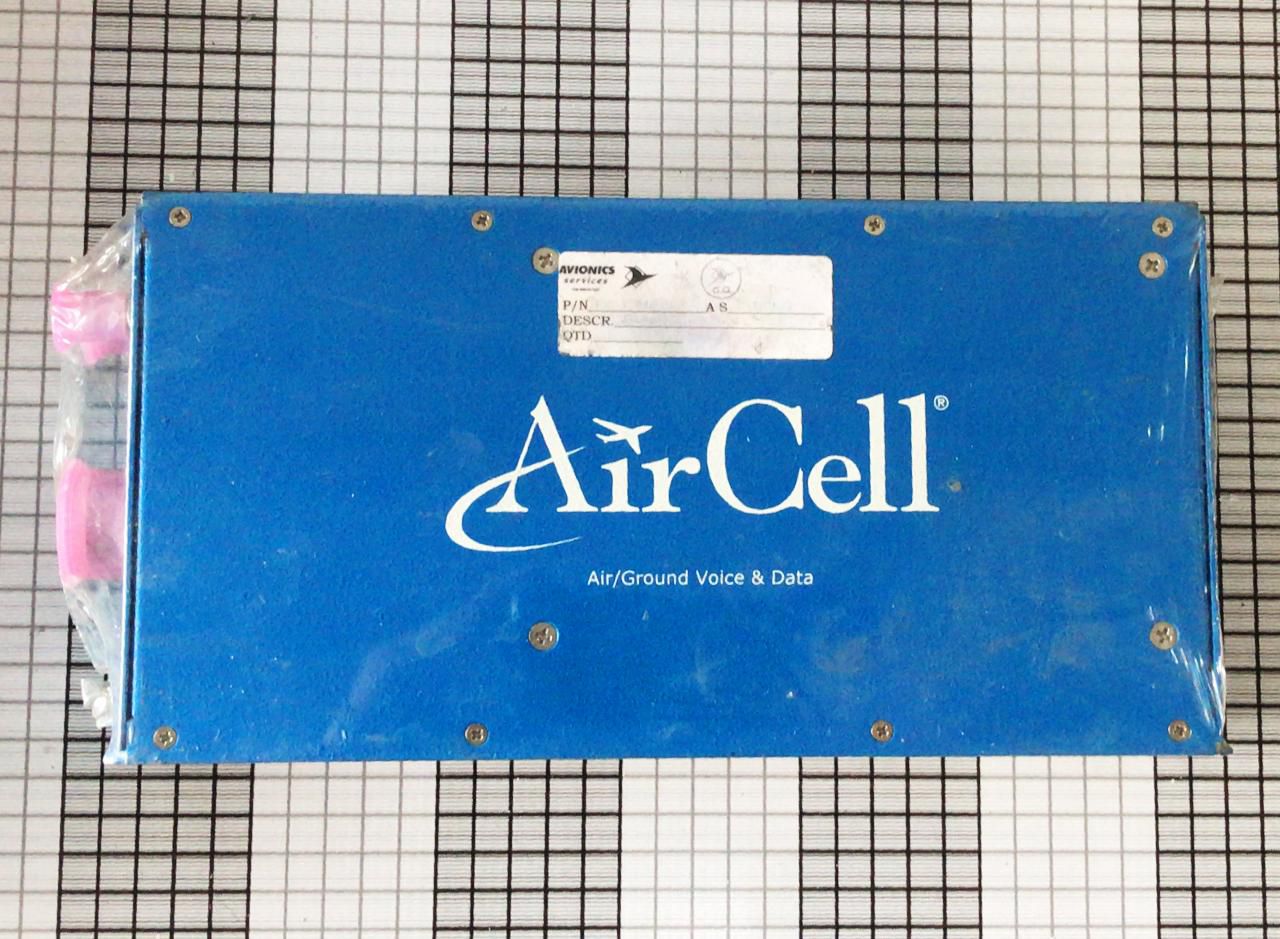 AVIONICS
services
P/N AS
DESCR.
QTD
AirCell®
Air/Ground Voice & Data